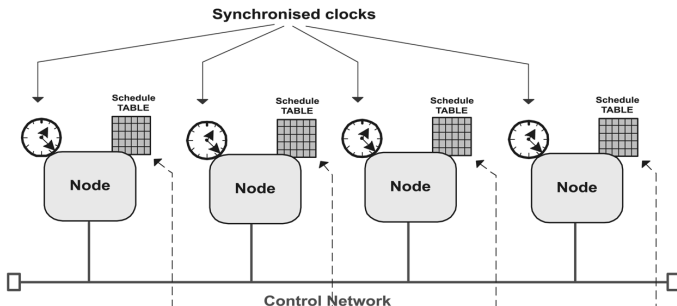 Synchronised clocks
Schedule
TABLE
Schedule
TABLE
Schedule
TABLE
Schedule
TABLE
Node
Node
Node
Node
Control Network